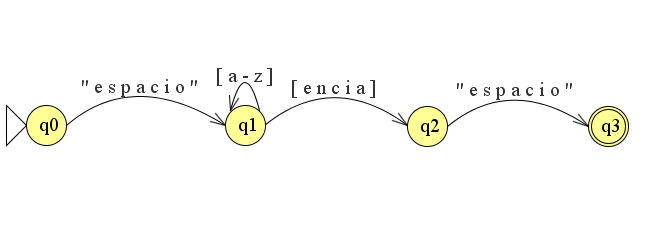 "espacio" [a-z] [encia] "espacio"
q0 q1 q2 q3